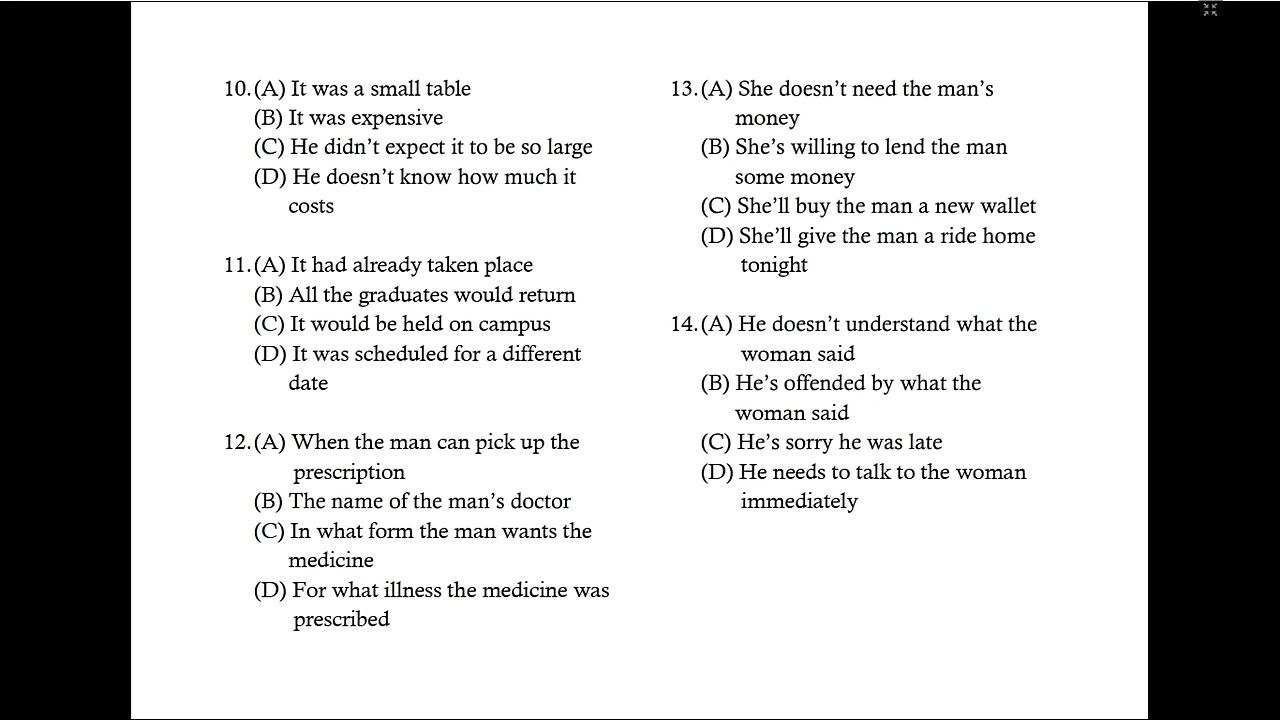 10.(A) It was a small table
(B) It was expensive
(C) He didn’t expect it to be so large
(D) He doesn’t know how much it
costs
11.(A) It had already taken place
(B) All the graduates would return
(C) It would be held on campus
(D) It was scheduled for a different
date
12.(A) When the man can pick up the
prescription
(B) The name of the man’s doctor
(C) In what form the man wants the
medicine
(D) For what illness the medicine was
prescribed
13.(A) She doesn’t need the man’s
money
(B) She’s willing to lend the man
some money
(C) She’ll buy the man a new wallet
(D) She’ll give the man a ride home
tonight
14.(A) He doesn’t understand what the
woman said
(B) He’s offended by what the
woman said
(C) He’s sorry he was late
(D) He needs to talk to the woman
immediately